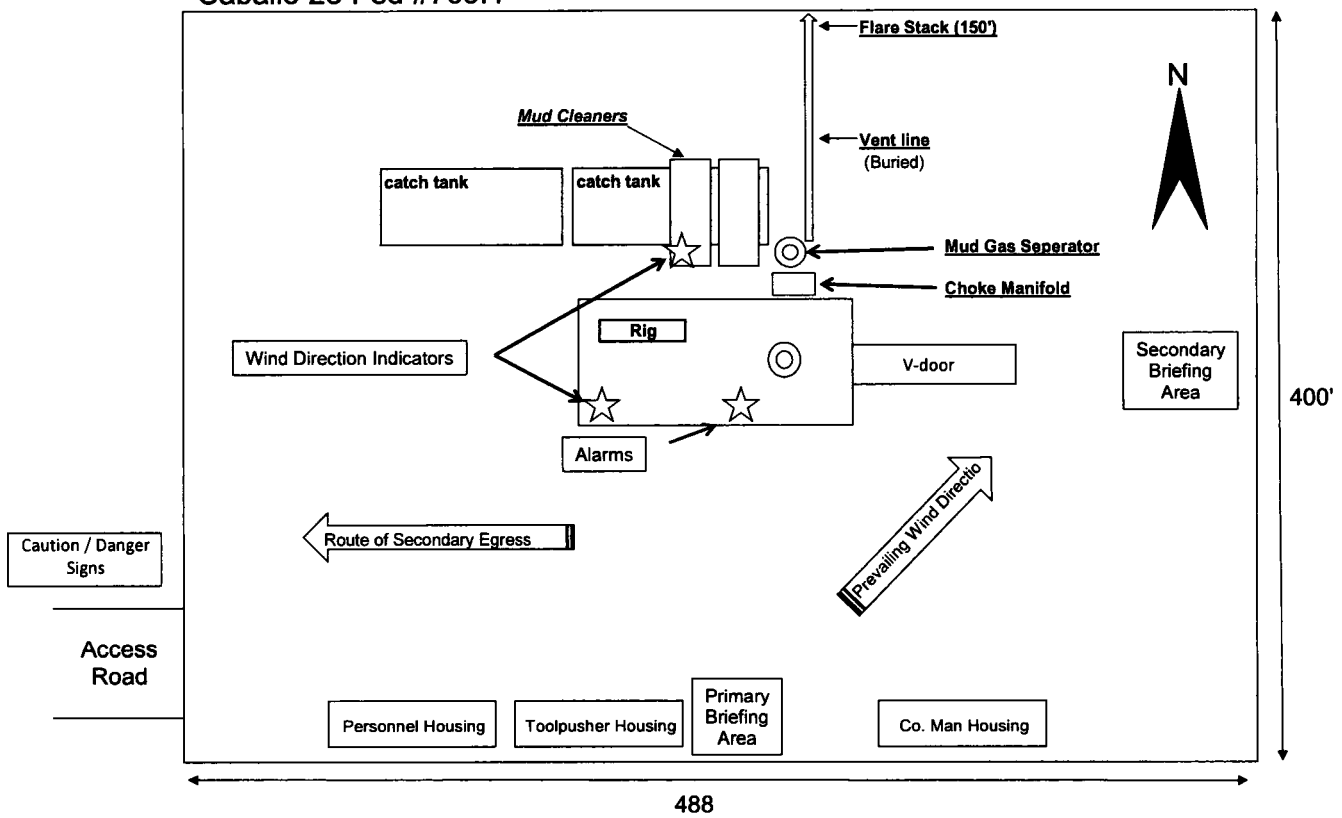 Flare Stack (150')
N
Mud Cleaners
Vent line
(Buried)
catch tank
catch tank
Mud Gas Seperator
Choke Manifold
Rig
Wind Direction Indicators
V-door
Secondary
Briefing
Area
400'
Alarms
Prevailing Wind Directio
Route of Secondary Egress
Caution / Danger
Signs
Access
Road
Personnel Housing
Toolpusher Housing
Primary
Briefing
Area
Co. Man Housing
488